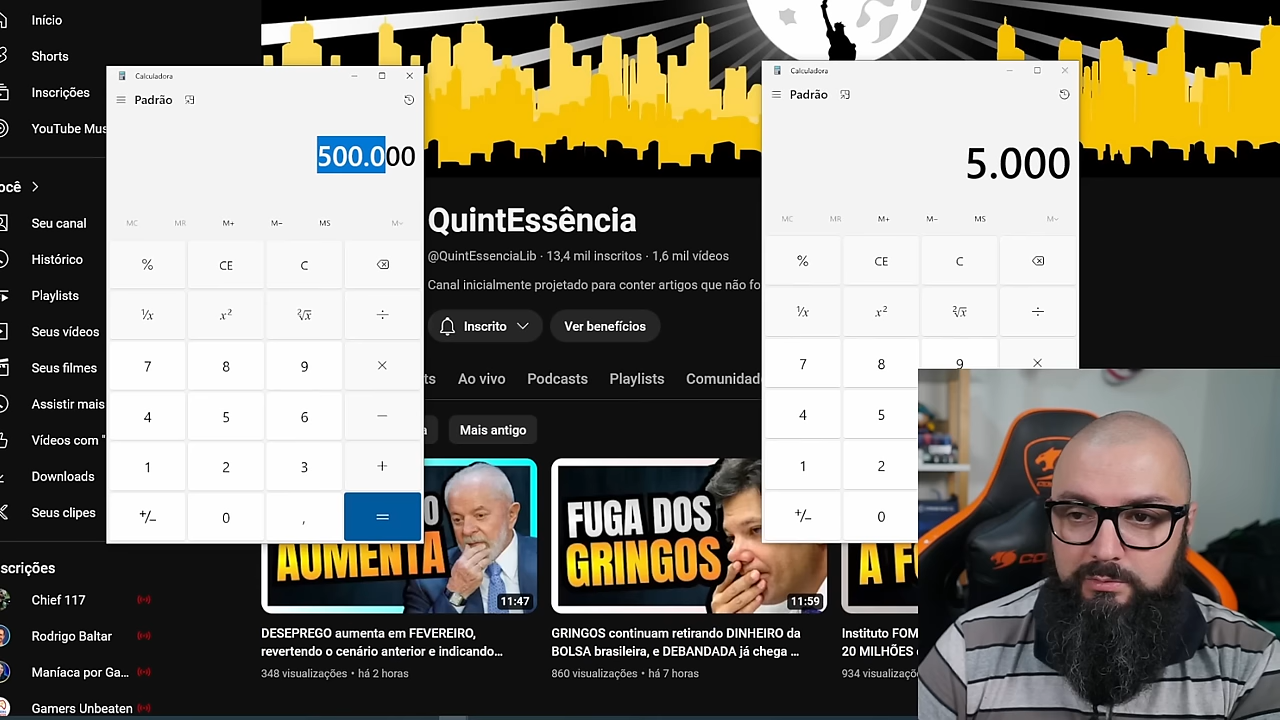 Início
Shorts
Inscrições
YouTube Mus
ocê
Seu canal
Histórico
Playlists
Seus vídeos
Seus filmes
Assistir mais
Vídeos com "
Downloads
Seus clipes
scrições
Chief 117
Rodrigo Baltar
Maníaca por Ga...
Gamers Unbeaten
Calculadora
Padrão
500.000
MC MR M+ M− MS M˅
% CE C
¹/x x² ²√x ÷
7 8 9 ×
4 5 6 −
1 2 3 +
+/− 0 , =
QuintEssência
@QuintEssenciaLib · 13,4 mil inscritos · 1,6 mil vídeos
Canal inicialmente projetado para conter artigos que não fo
Inscrito
Ver benefícios
ts Ao vivo Podcasts Playlists Comunidad
a Mais antigo
Calculadora
Padrão
5.000
MC MR M+ M− MS M˅
% CE C
¹/x x² ²√x ÷
7 8 9 ×
4 5
1 2
+/− 0
O
AUMENTA
11:47
DESEPREGO aumenta em FEVEREIRO,
revertendo o cenário anterior e indicando...
348 visualizações • há 2 horas
FUGA DOS
GRINGOS
11:59
GRINGOS continuam retirando DINHEIRO da
BOLSA brasileira, e DEBANDADA já chega ...
860 visualizações • há 7 horas
A F
Instituto FOM
20 MILHÕES
934 visualizaçõ